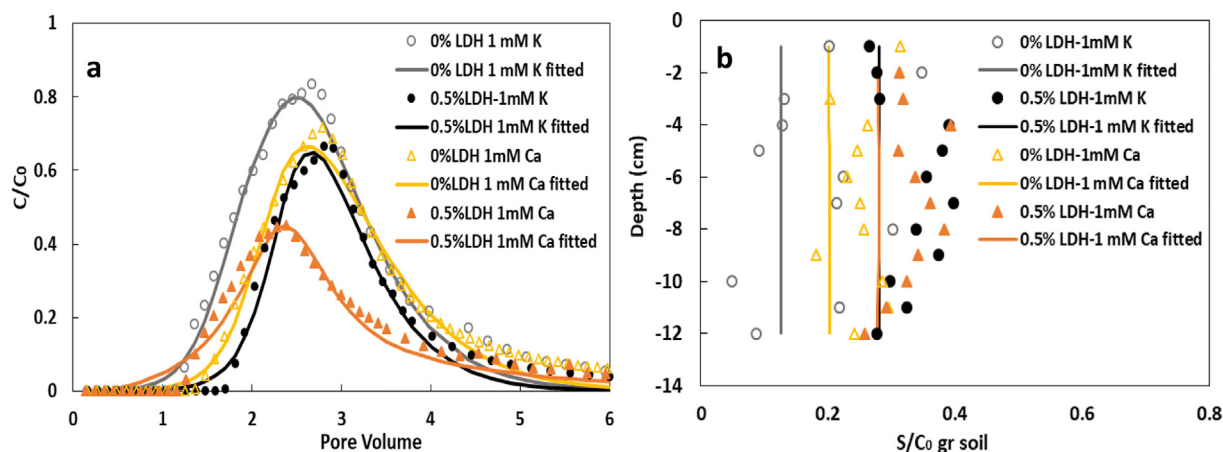 a
C/C₀
1
0.8
0.6
0.4
0.2
0
0 1 2 3 4 5 6
Pore Volume
0% LDH 1 mM K
0% LDH 1 mM K fitted
0.5%LDH-1mM K
0.5%LDH 1mM K fitted
0%LDH 1mM Ca
0%LDH 1 mM Ca fitted
0.5%LDH 1mM Ca
0.5%LDH 1mM Ca fitted
b
Depth (cm)
0
-2
-4
-6
-8
-10
-12
-14
0 0.2 0.4 0.6 0.8
S/C₀ gr soil
0% LDH-1mM K
0% LDH-1mM K fitted
0.5% LDH-1mM K
0.5% LDH-1 mM K fitted
0% LDH-1mM Ca
0% LDH-1 mM Ca fitted
0.5% LDH-1mM Ca
0.5% LDH-1 mM Ca fitted